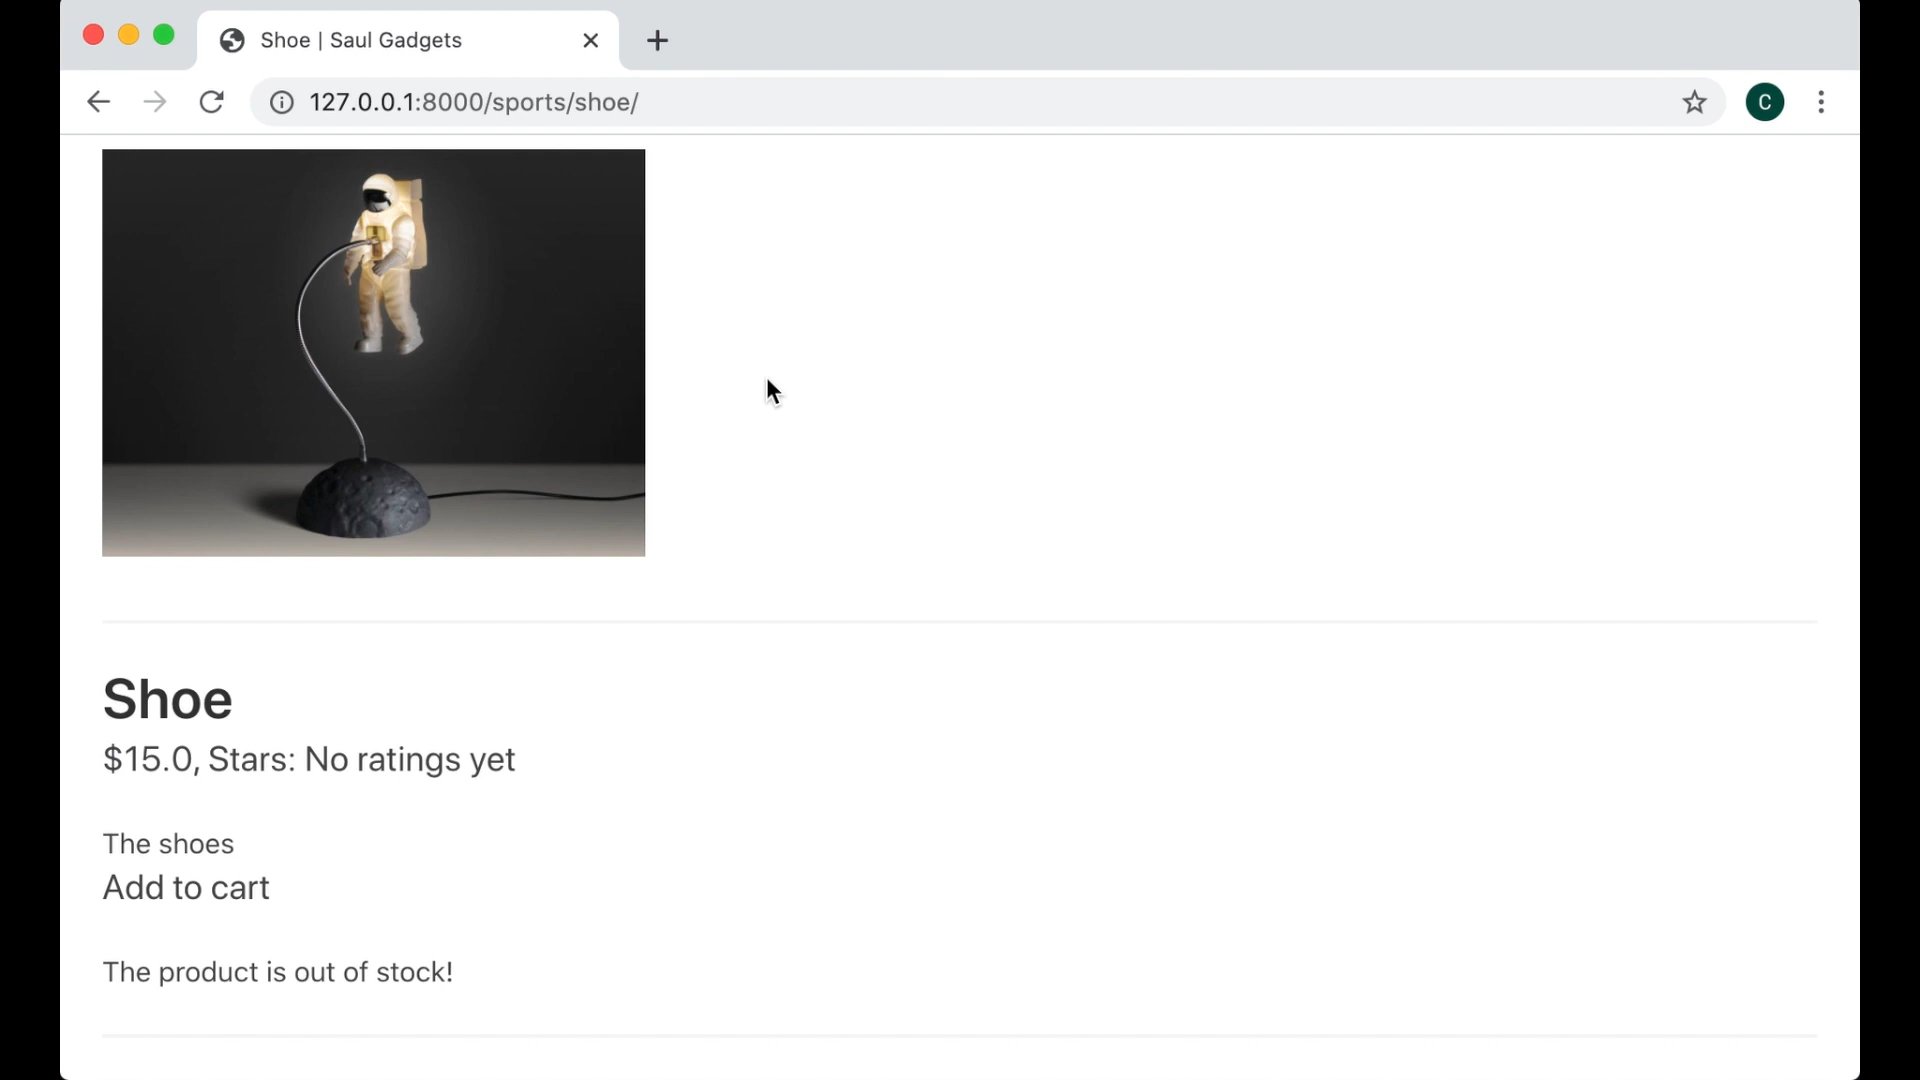 Shoe | Saul Gadgets
127.0.0.1:8000/sports/shoe/
C
Shoe
$15.0, Stars: No ratings yet
The shoes
Add to cart
The product is out of stock!